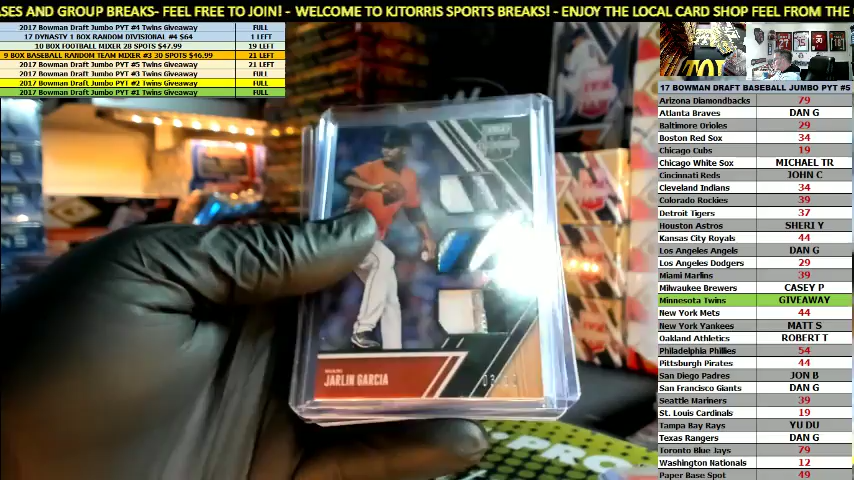 ASES AND GROUP BREAKS- FEEL FREE TO JOIN! - WELCOME TO KJTORRIS SPORTS BREAKS! - ENJOY THE LOCAL CARD SHOP FEEL FROM THE
2017 Bowman Draft Jumbo PYT #4 Twins Giveaway FULL
17 DYNASTY 1 BOX RANDOM DIVISIONAL #4 $64 1 LEFT
10 BOX FOOTBALL MIXER 28 SPOTS $47.99 19 LEFT
9 BOX BASEBALL RANDOM TEAM MIXER #3 30 SPOTS $46.99 21 LEFT
2017 Bowman Draft Jumbo PYT #5 Twins Giveaway 21 LEFT
2017 Bowman Draft Jumbo PYT #3 Twins Giveaway FULL
2017 Bowman Draft Jumbo PYT #2 Twins Giveaway FULL
2017 Bowman Draft Jumbo PYT #1 Twins Giveaway FULL
17 BOWMAN DRAFT BASEBALL JUMBO PYT #5
Arizona Diamondbacks 79
Atlanta Braves DAN G
Baltimore Orioles 29
Boston Red Sox 34
Chicago Cubs 19
Chicago White Sox MICHAEL TR
Cincinnati Reds JOHN C
Cleveland Indians 34
Colorado Rockies 39
Detroit Tigers 37
Houston Astros SHERI Y
Kansas City Royals 44
Los Angeles Angels DAN G
Los Angeles Dodgers 29
Miami Marlins 39
Milwaukee Brewers CASEY P
Minnesota Twins GIVEAWAY
New York Mets 44
New York Yankees MATT S
Oakland Athletics ROBERT T
Philadelphia Phillies 54
Pittsburgh Pirates 44
San Diego Padres JON B
San Francisco Giants DAN G
Seattle Mariners 39
St. Louis Cardinals 19
Tampa Bay Rays YU DU
Texas Rangers DAN G
Toronto Blue Jays 79
Washington Nationals 12
Paper Base Spot 49
JARLIN GARCIA
PRO